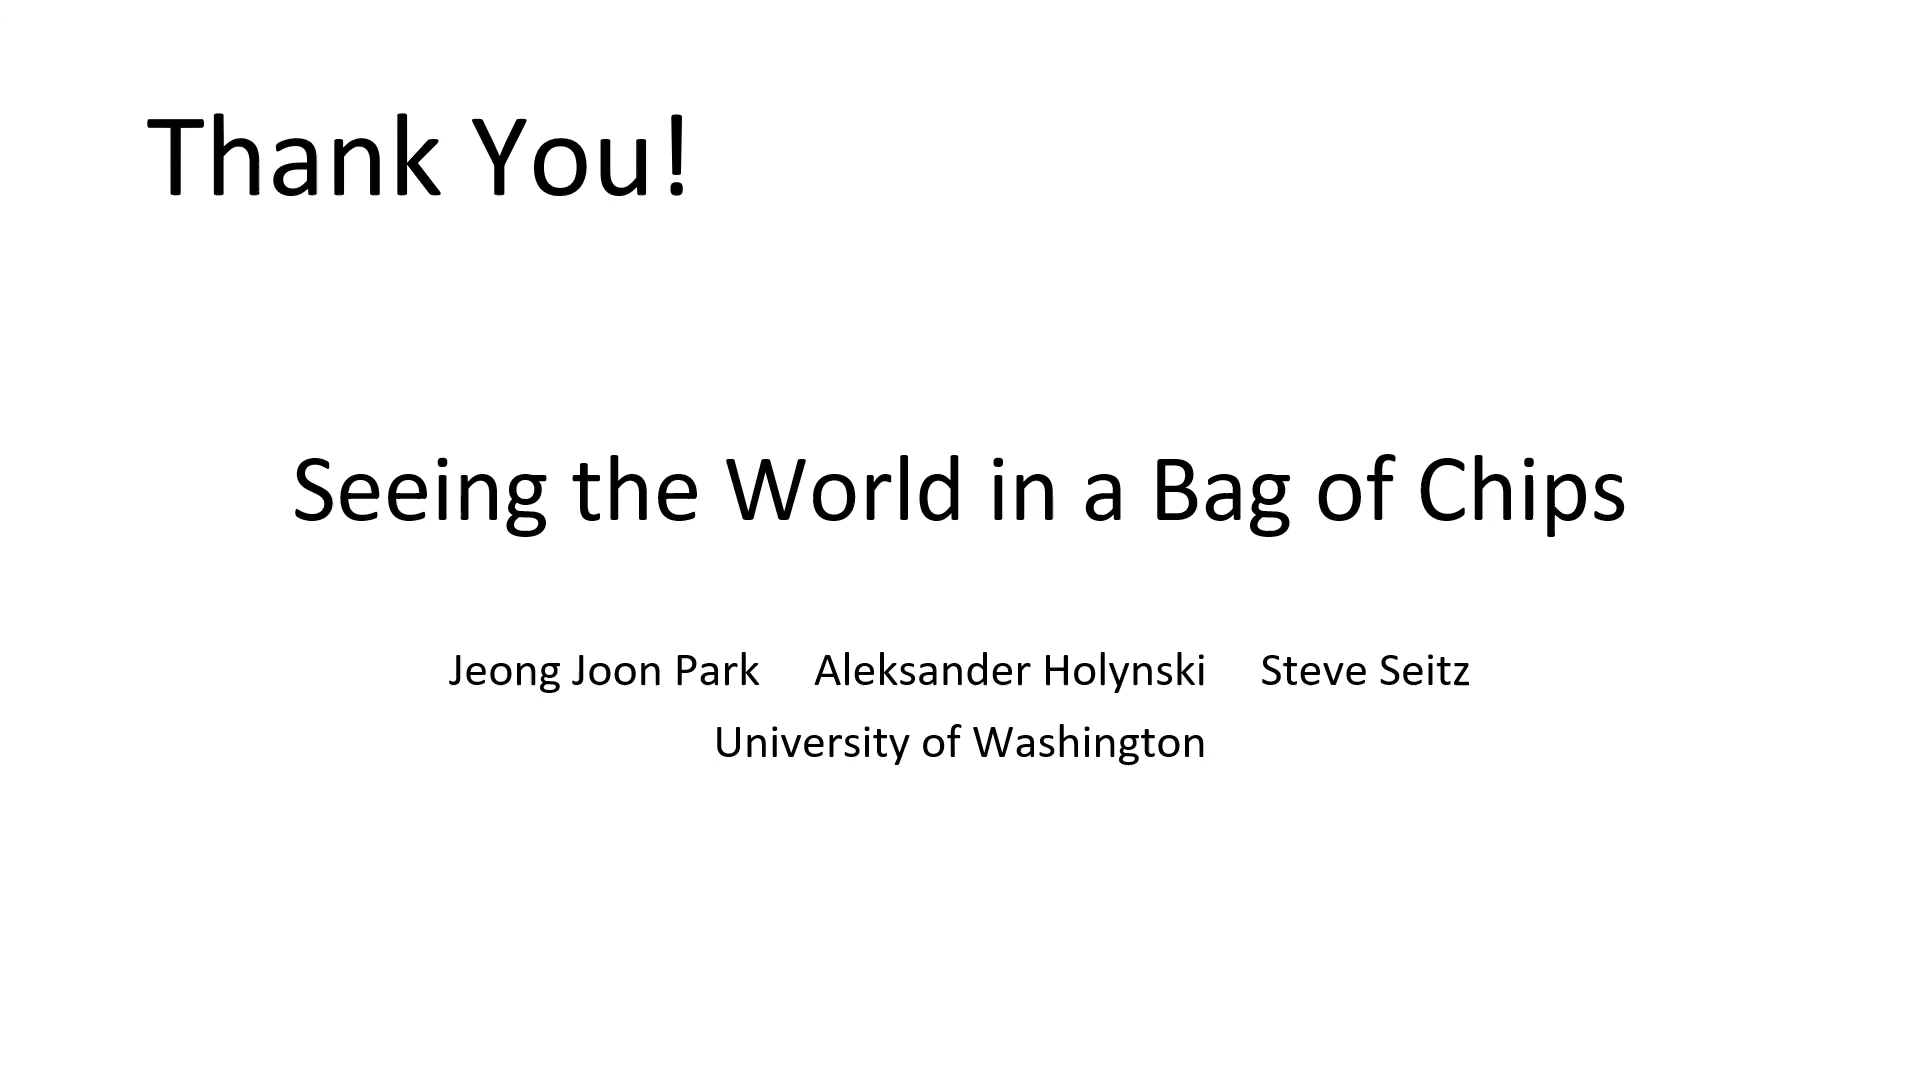 Thank You!
Seeing the World in a Bag of Chips
Jeong Joon Park Aleksander Holynski Steve Seitz
University of Washington